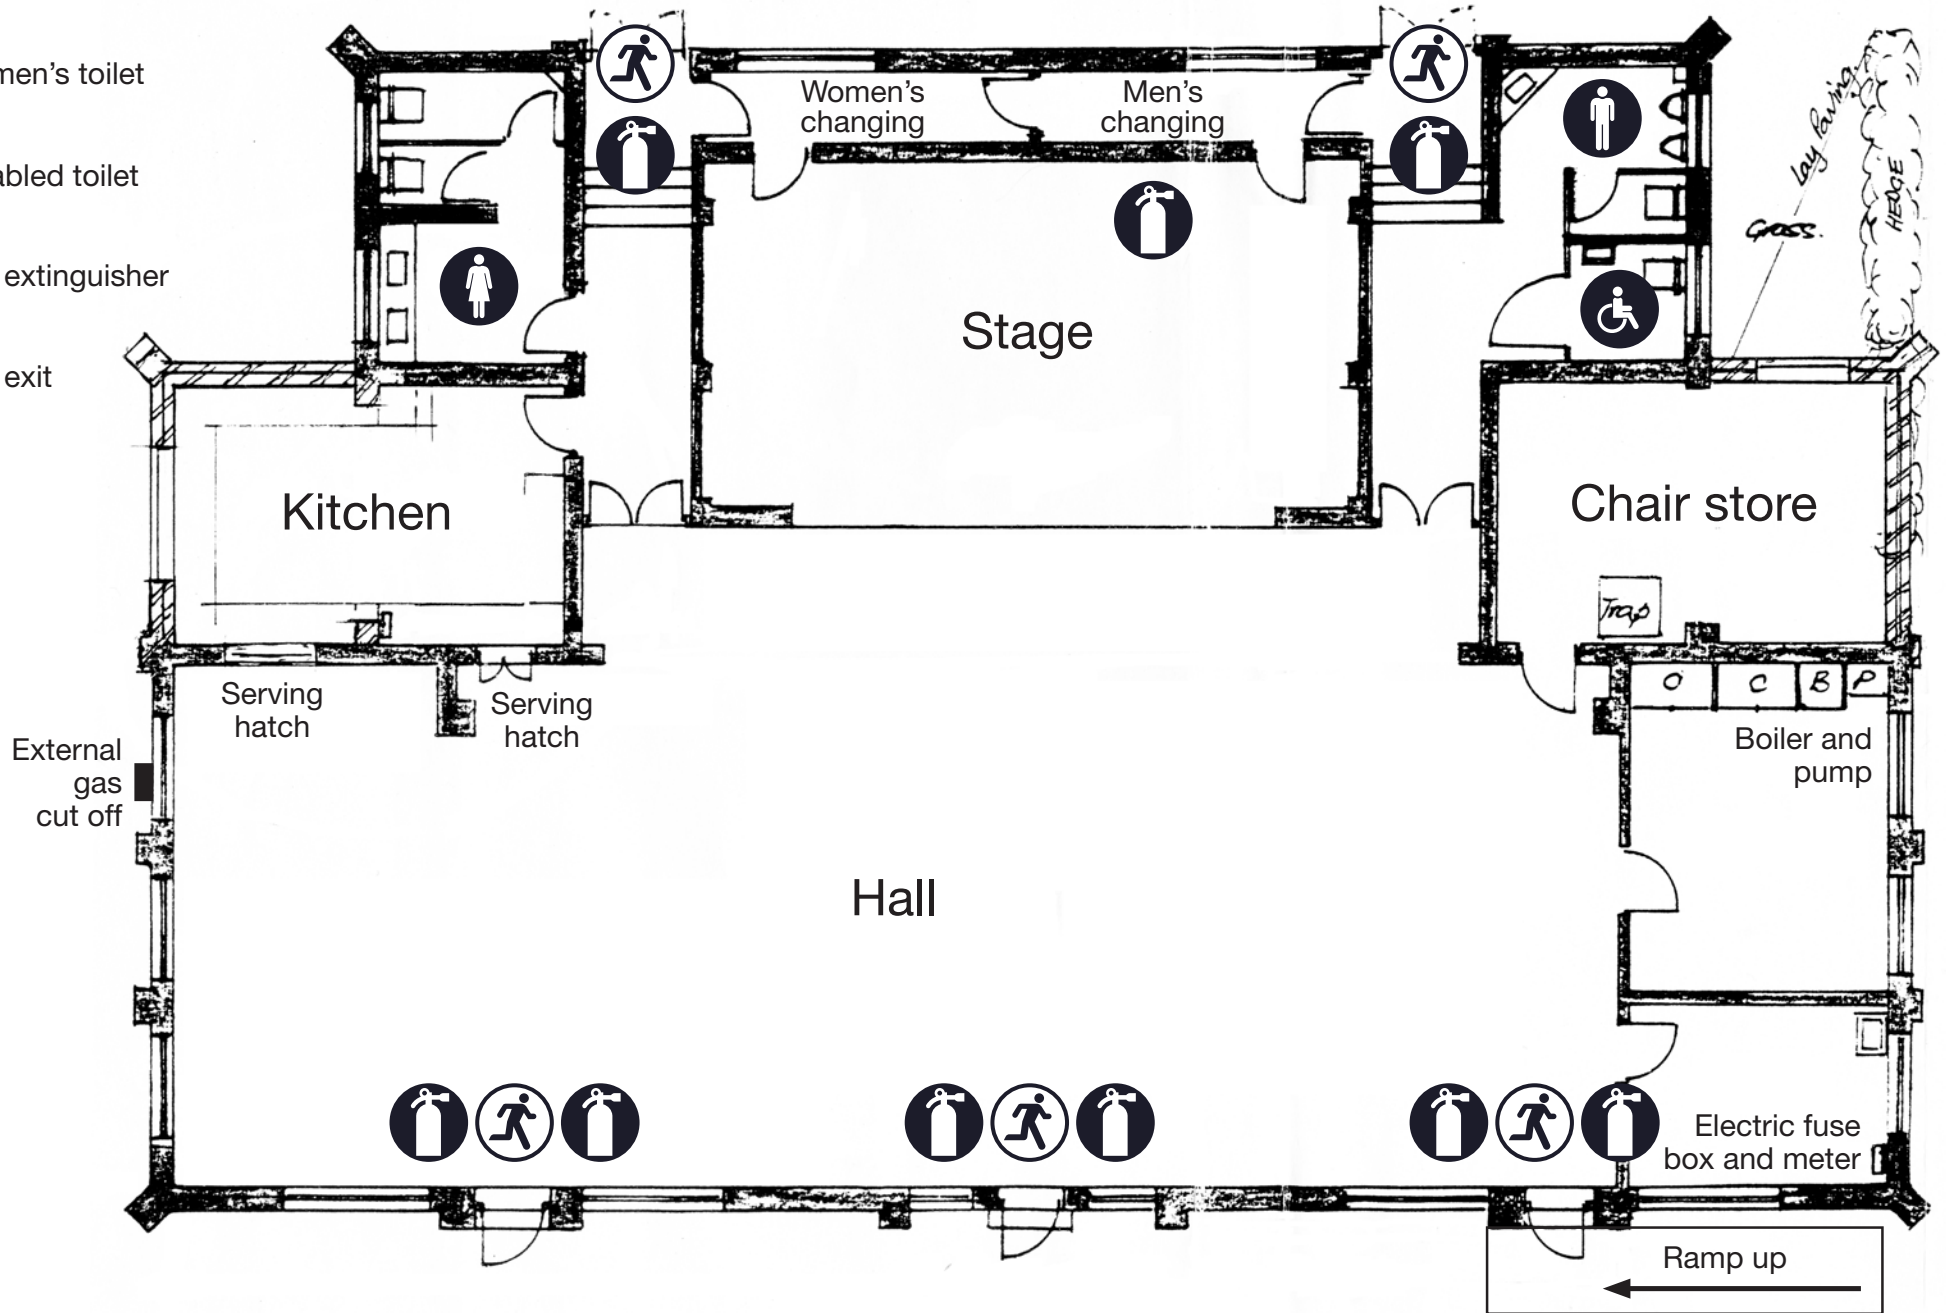 men's toilet
abled toilet
extinguisher
exit
Women's
changing
Men's
changing
Lay Paving
HEDGE
Grass.
Stage
Kitchen
Chair store
Trap
Serving
hatch
Serving
hatch
O C B P
Boiler and
pump
External
gas
cut off
Hall
Electric fuse
box and meter
Ramp up